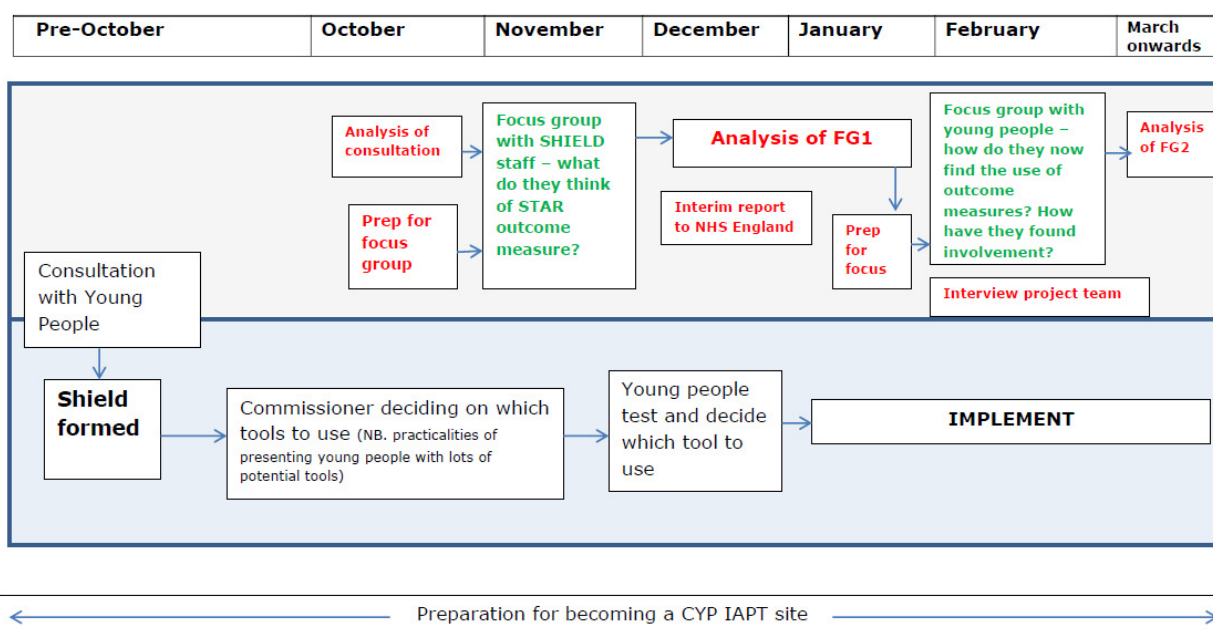 Pre-October
October
November
December
January
February
March
onwards
Analysis of
consultation
Prep for
focus
group
Focus group
with SHIELD
staff – what
do they think
of STAR
outcome
measure?
Analysis of FG1
Interim report
to NHS England
Prep
for
focus
Focus group with
young people –
how do they now
find the use of
outcome
measures? How
have they found
involvement?
Interview project team
Analysis
of FG2
Consultation
with Young
People
Shield
formed
Commissioner deciding on which
tools to use (NB. practicalities of
presenting young people with lots of
potential tools)
Young people
test and decide
which tool to
use
IMPLEMENT
Preparation for becoming a CYP IAPT site